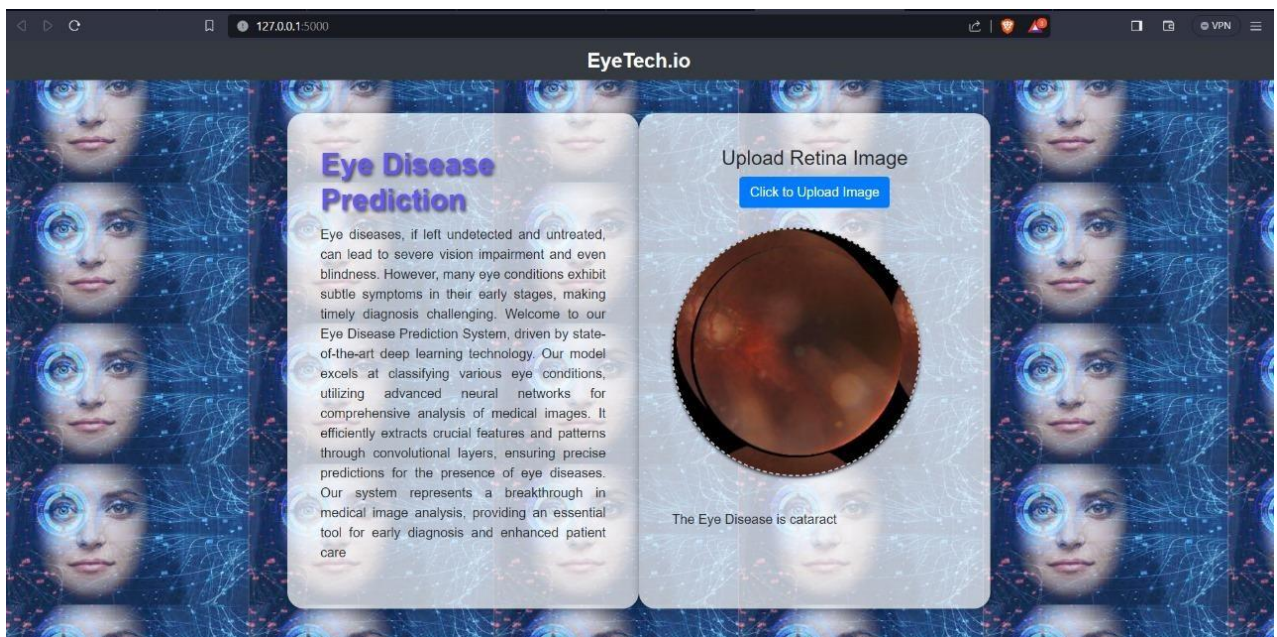 127.0.0.1:5000
VPN
EyeTech.io
Eye Disease
Prediction
Eye diseases, if left undetected and untreated,
can lead to severe vision impairment and even
blindness. However, many eye conditions exhibit
subtle symptoms in their early stages, making
timely diagnosis challenging. Welcome to our
Eye Disease Prediction System, driven by state-
of-the-art deep learning technology. Our model
excels at classifying various eye conditions,
utilizing advanced neural networks for
comprehensive analysis of medical images. It
efficiently extracts crucial features and patterns
through convolutional layers, ensuring precise
predictions for the presence of eye diseases.
Our system represents a breakthrough in
medical image analysis, providing an essential
tool for early diagnosis and enhanced patient
care
Upload Retina Image
Click to Upload Image
The Eye Disease is cataract